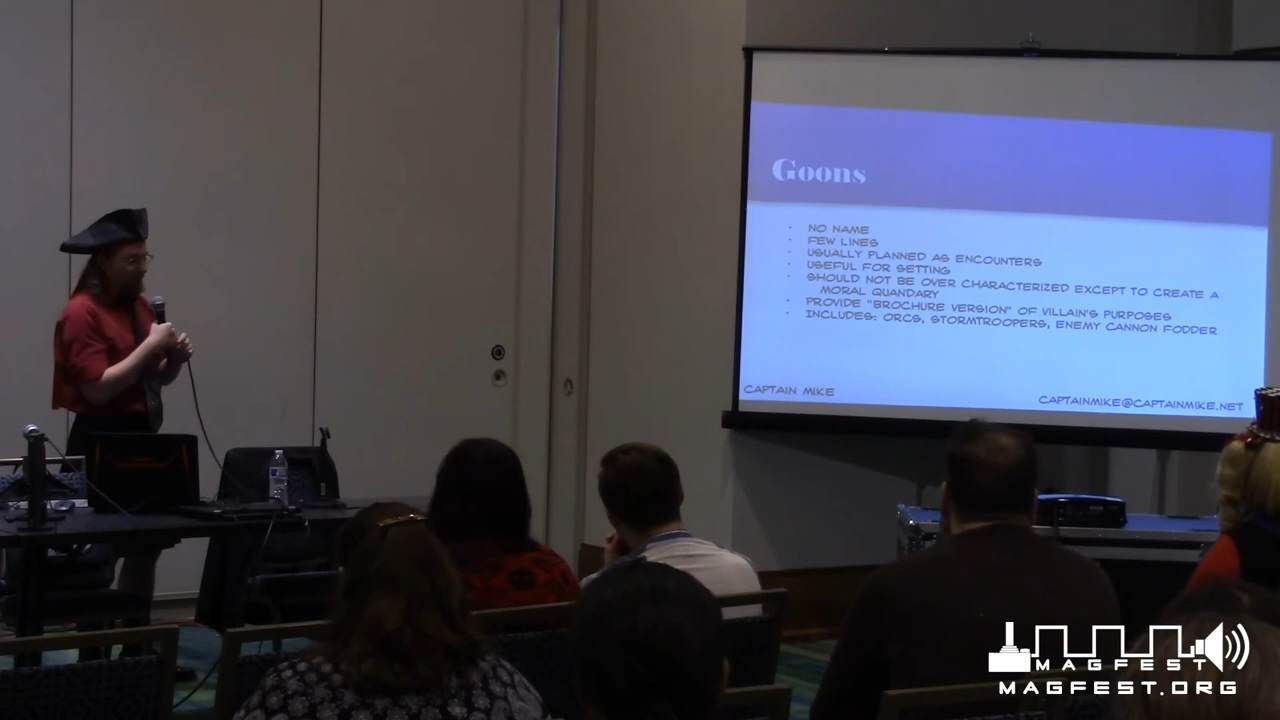 Goons
· NO NAME
· FEW LINES
· USUALLY PLANNED AS ENCOUNTERS
· USEFUL FOR SETTING
· SHOULD NOT BE OVER CHARACTERIZED EXCEPT TO CREATE A
MORAL QUANDARY
· PROVIDE "BROCHURE VERSION" OF VILLAIN'S PURPOSES
· INCLUDES: ORCS, STORMTROOPERS, ENEMY CANNON FODDER
CAPTAIN MIKE
CAPTAINMIKE@CAPTAINMIKE.NET
MAGFEST
MAGFEST.ORG